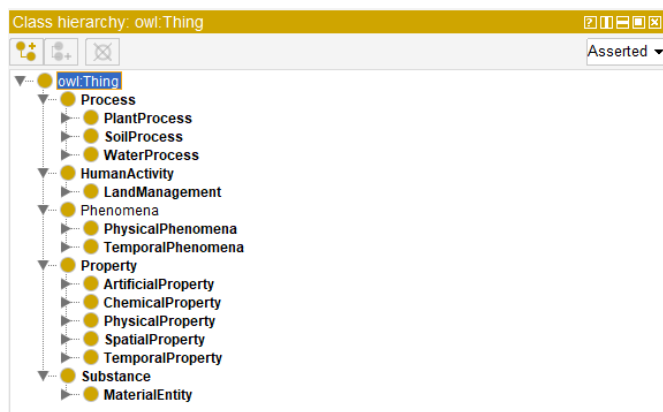 Class hierarchy: owl:Thing
Asserted
owl:Thing
Process
PlantProcess
SoilProcess
WaterProcess
HumanActivity
LandManagement
Phenomena
PhysicalPhenomena
TemporalPhenomena
Property
ArtificialProperty
ChemicalProperty
PhysicalProperty
SpatialProperty
TemporalProperty
Substance
MaterialEntity